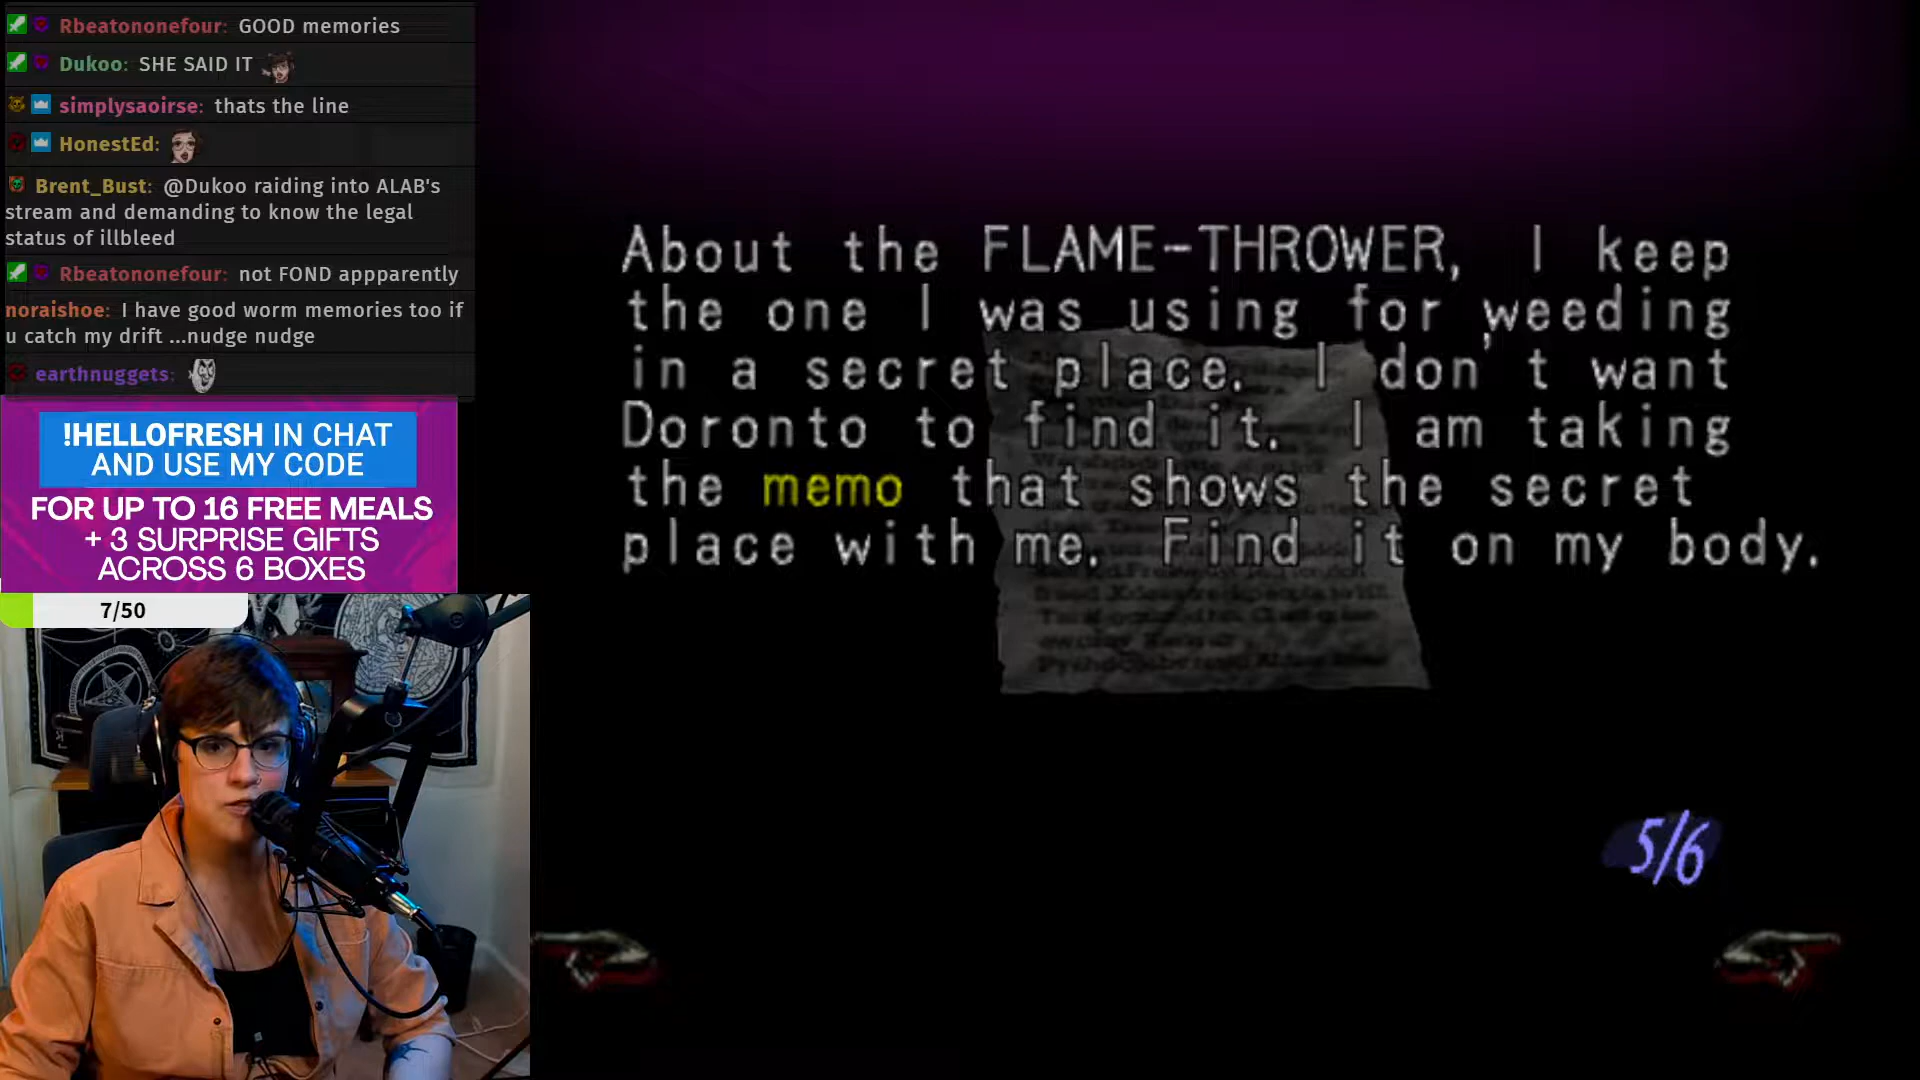 Rbeatononefour: GOOD memories
Dukoo: SHE SAID IT
simplysaoirse: thats the line
HonestEd:
Brent_Bust: @Dukoo raiding into ALAB's
stream and demanding to know the legal
status of illbleed
Rbeatononefour: not FOND appparently
noraishoe: I have good worm memories too if
u catch my drift ...nudge nudge
earthnuggets:
!HELLOFRESH IN CHAT
AND USE MY CODE
FOR UP TO 16 FREE MEALS
+ 3 SURPRISE GIFTS
ACROSS 6 BOXES
7/50
About the FLAME-THROWER, I keep
the one I was using for weeding
in a secret place. I don't want
Doronto to find it. I am taking
the memo that shows the secret
place with me. Find it on my body.
5/6